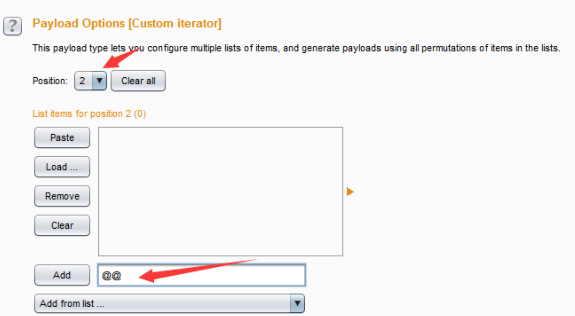 ?
Payload Options [Custom iterator]
This payload type lets you configure multiple lists of items, and generate payloads using all permutations of items in the lists.
Position: 2 Clear all
List items for position 2 (0)
Paste
Load ...
Remove
Clear
Add @@
Add from list ...